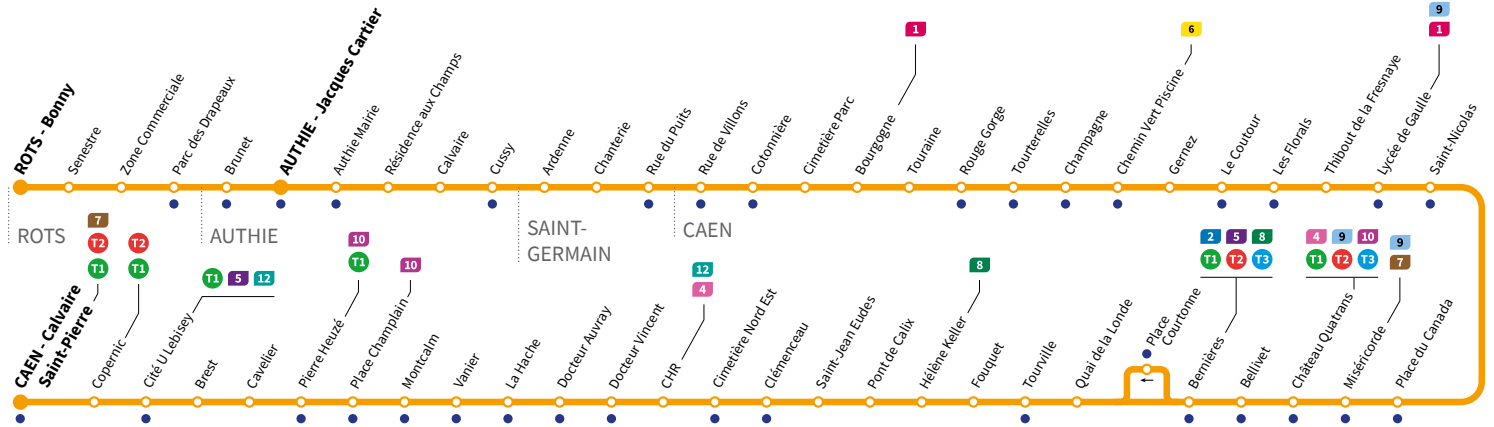 9
1
6
1
ROTS - Bonny
Senestre
Zone Commerciale
Parc des Drapeaux
Brunet
AUTHIE - Jacques Cartier
Authie Mairie
Résidence aux Champs
Calvaire
Cussy
Ardenne
Chanterie
Rue du Puits
Rue de Villons
Cotonnière
Cimetière Parc
Bourgogne
Touraine
Rouge Gorge
Tourterelles
Champagne
Chemin Vert Piscine
Gernez
Le Coutour
Les Florals
Thibout de la Fresnaye
Lycée de Gaulle
Saint-Nicolas
ROTS
AUTHIE
SAINT-
GERMAIN
CAEN
7
T2
T1
T2
T1
T1 5 12
10
T1
10
12
4
8
2 5 8
T1 T2 T3
4 9 10
T1 T2 T3
9
7
CAEN - Calvaire
Saint-Pierre
Copernic
Cité U Lebisey
Brest
Cavelier
Pierre Heuzé
Place Champlain
Montcalm
Vanier
La Hache
Docteur Auvray
Docteur Vincent
CHR
Cimetière Nord Est
Clémenceau
Saint-Jean Eudes
Pont de Calix
Hélène Keller
Fouquet
Tourville
Quai de la Londe
Place
Courtonne
Bernières
Bellivet
Château Quatrans
Miséricorde
Place du Canada